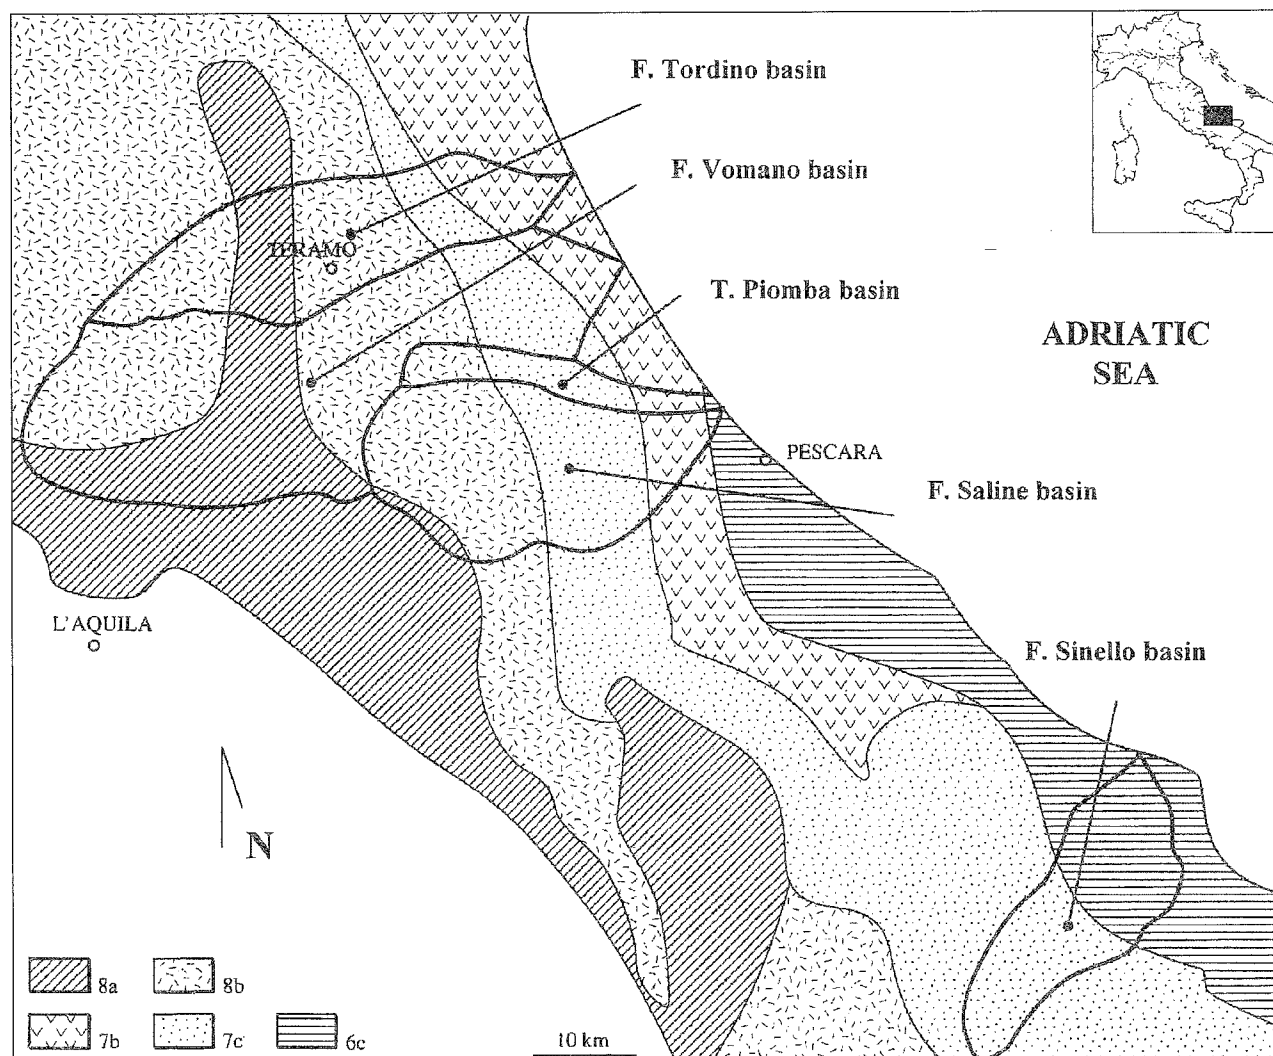 F. Tordino basin
F. Vomano basin
TERAMO
T. Piomba basin
ADRIATIC
SEA
PESCARA
F. Saline basin
L'AQUILA
F. Sinello basin
N
8a
8b
7b
7c
6c
10 km